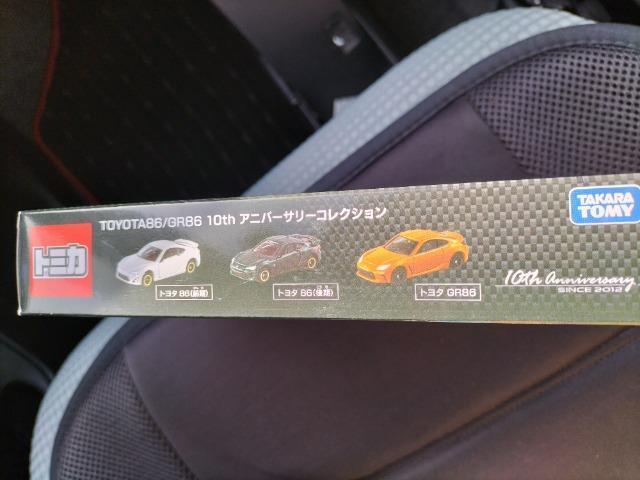 TOYOTA86/GR86 10th アニバーサリーコレクション
TAKARA TOMY
トミカ
トヨタ 86(前期)
トヨタ 86(後期)
トヨタ GR86
10th Anniversary
SINCE 2012